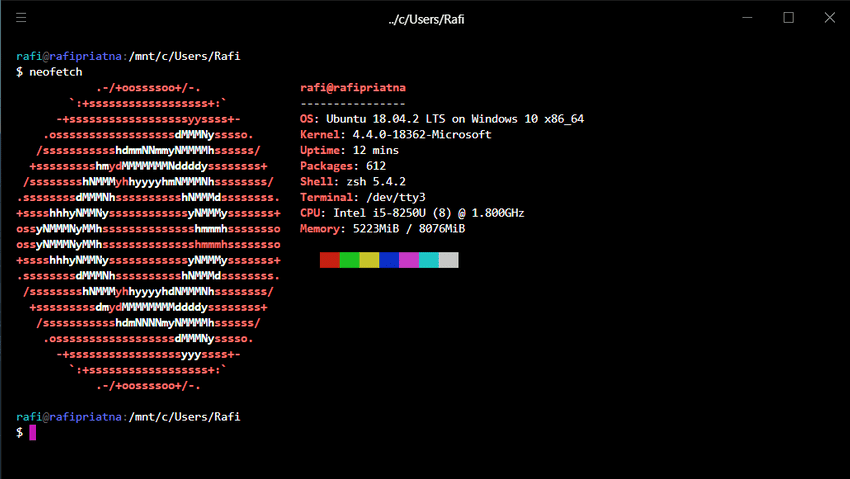 ../c/Users/Rafi
rafi@rafipriatna:/mnt/c/Users/Rafi
$ neofetch
            .-/+oossssoo+/-.               rafi@rafipriatna
        `:+ssssssssssssssssss+:`           ----------------
      -+ssssssssssssssssssyyssss+-         OS: Ubuntu 18.04.2 LTS on Windows 10 x86_64
    .ossssssssssssssssssdMMMNysssso.       Kernel: 4.4.0-18362-Microsoft
   /ssssssssssshdmmNNmmyNMMMMhssssss/      Uptime: 12 mins
  +ssssssssshmydMMMMMMMNddddyssssssss+     Packages: 612
 /sssssssshNMMMyhhyyyyhmNMMMNhssssssss/    Shell: zsh 5.4.2
.ssssssssdMMMNhsssssssssshNMMMdssssssss.   Terminal: /dev/tty3
+sssshhhyNMMNyssssssssssssyNMMMysssssss+   CPU: Intel i5-8250U (8) @ 1.800GHz
ossyNMMMNyMMhsssssssssssssshmmmhssssssso   Memory: 5223MiB / 8076MiB
ossyNMMMNyMMhsssssssssssssshmmmhssssssso
+sssshhhyNMMNyssssssssssssyNMMMysssssss+
.ssssssssdMMMNhsssssssssshNMMMdssssssss.
 /sssssssshNMMMyhhyyyyhdNMMMNhssssssss/
  +sssssssssdmydMMMMMMMMddddyssssssss+
   /ssssssssssshdmNNNNmyNMMMMhssssss/
    .ossssssssssssssssssdMMMNysssso.
      -+sssssssssssssssssyyyssss+-
        `:+ssssssssssssssssss+:`
            .-/+oossssoo+/-.
rafi@rafipriatna:/mnt/c/Users/Rafi
$